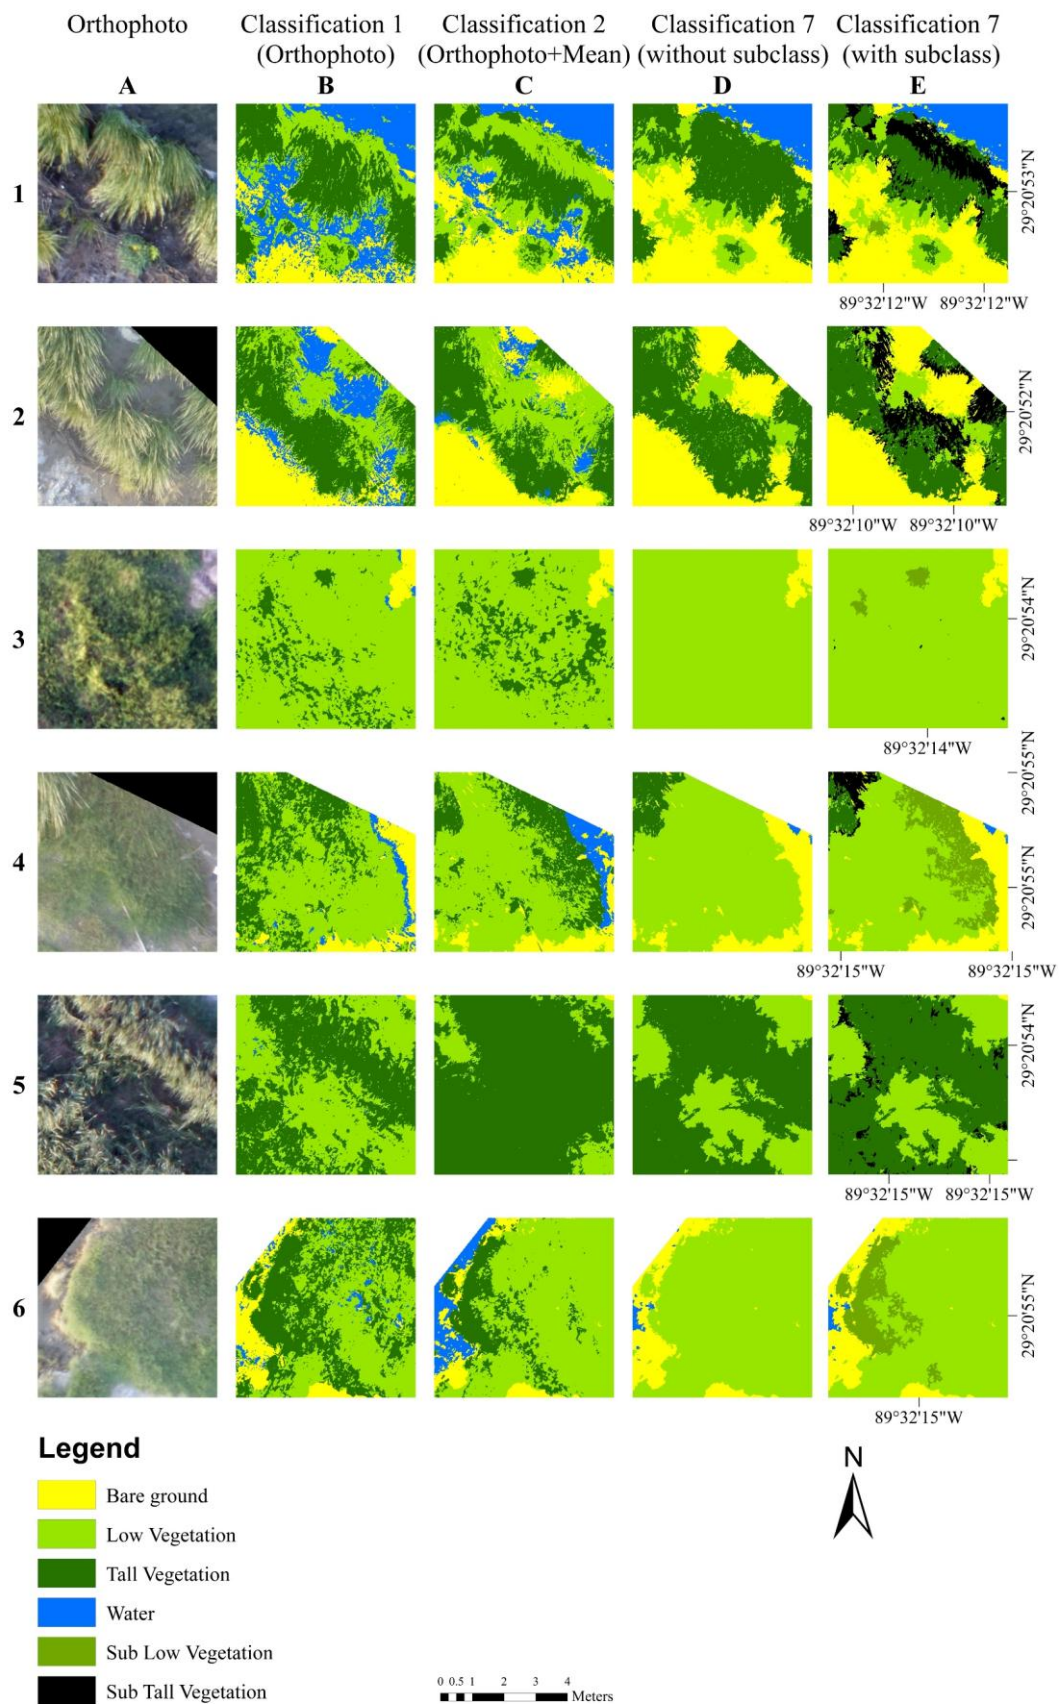 Orthophoto Classification 1 Classification 2 Classification 7 Classification 7
(Orthophoto) (Orthophoto+Mean) (without subclass) (with subclass)
A B C D E
1
29°20'53"N
89°32'12"W 89°32'12"W
2
29°20'52"N
89°32'10"W 89°32'10"W
3
29°20'54"N
89°32'14"W
29°20'55"N
4
29°20'55"N
89°32'15"W 89°32'15"W
5
29°20'54"N
89°32'15"W 89°32'15"W
6
29°20'55"N
89°32'15"W
Legend
N
Bare ground
Low Vegetation
Tall Vegetation
Water
Sub Low Vegetation
Sub Tall Vegetation
0 0.5 1 2 3 4
Meters